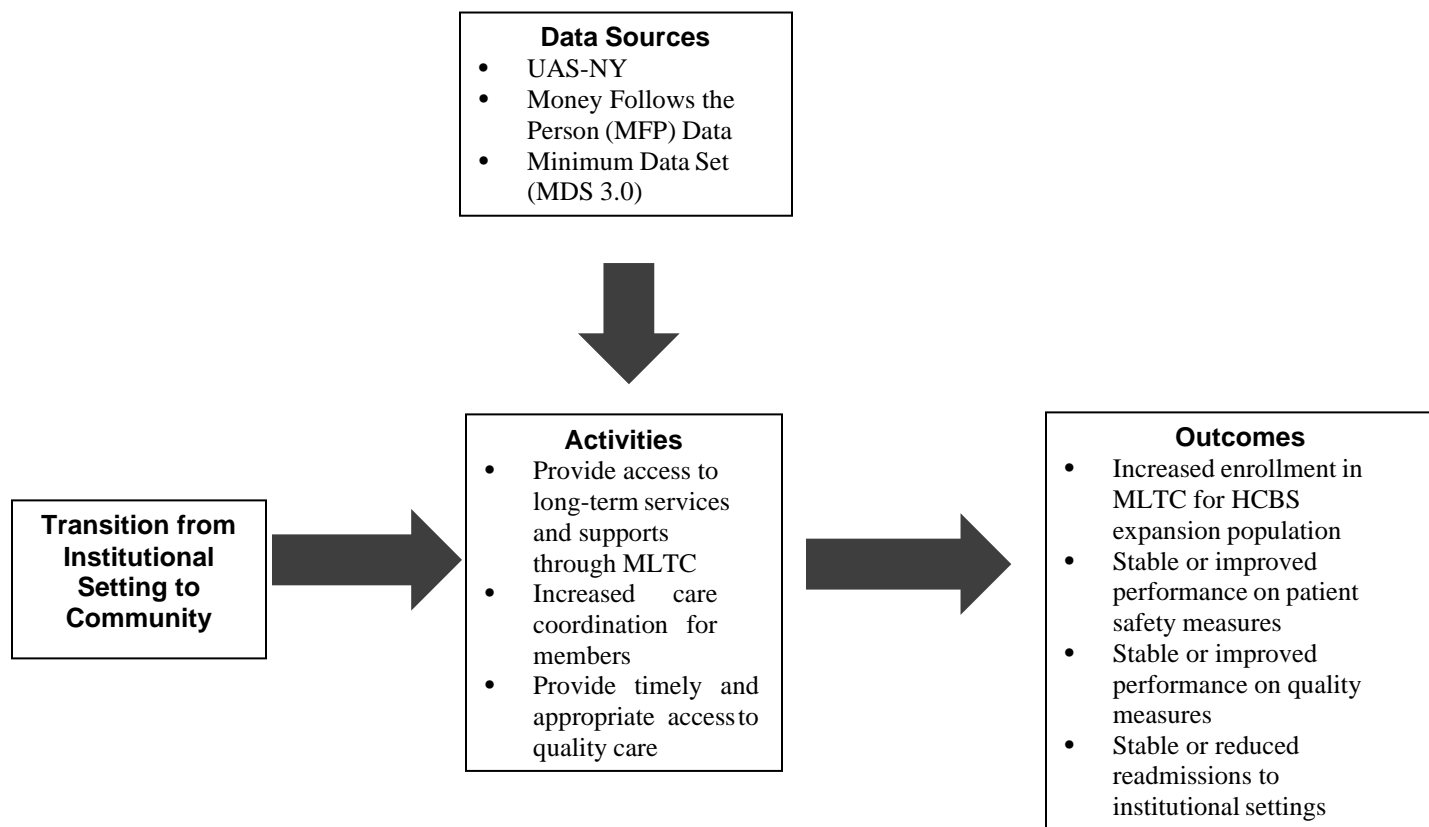 Data Sources
• UAS-NY
• Money Follows the
Person (MFP) Data
• Minimum Data Set
(MDS 3.0)
Transition from
Institutional
Setting to
Community
Activities
• Provide access to
long-term services
and supports
through MLTC
• Increased care
coordination for
members
• Provide timely and
appropriate access to
quality care
Outcomes
• Increased enrollment in
MLTC for HCBS
expansion population
• Stable or improved
performance on patient
safety measures
• Stable or improved
performance on quality
measures
• Stable or reduced
readmissions to
institutional settings